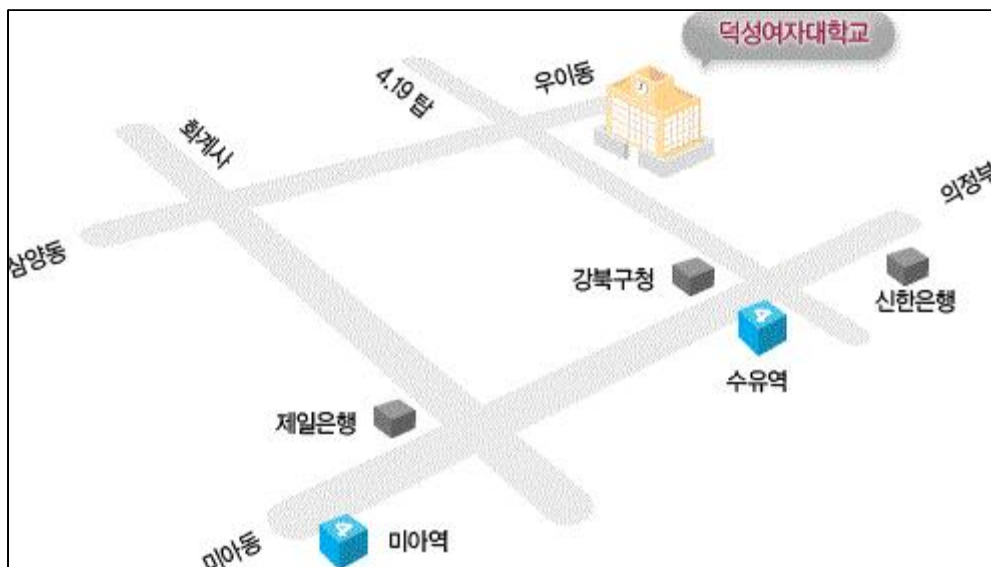 덕성여자대학교
우이동
4.19 탑
화계사
의정부
삼양동
강북구청
신한은행
4
수유역
제일은행
4
미아역
미아동